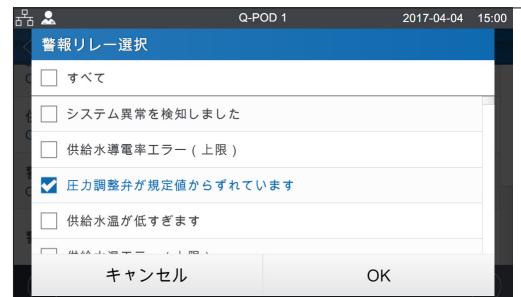 Q-POD 1 2017-04-04 15:00
警報リレー選択
すべて
システム異常を検知しました
供給水導電率エラー ( 上限 )
圧力調整弁が規定値からずれています
供給水温が低すぎます
キャンセル OK